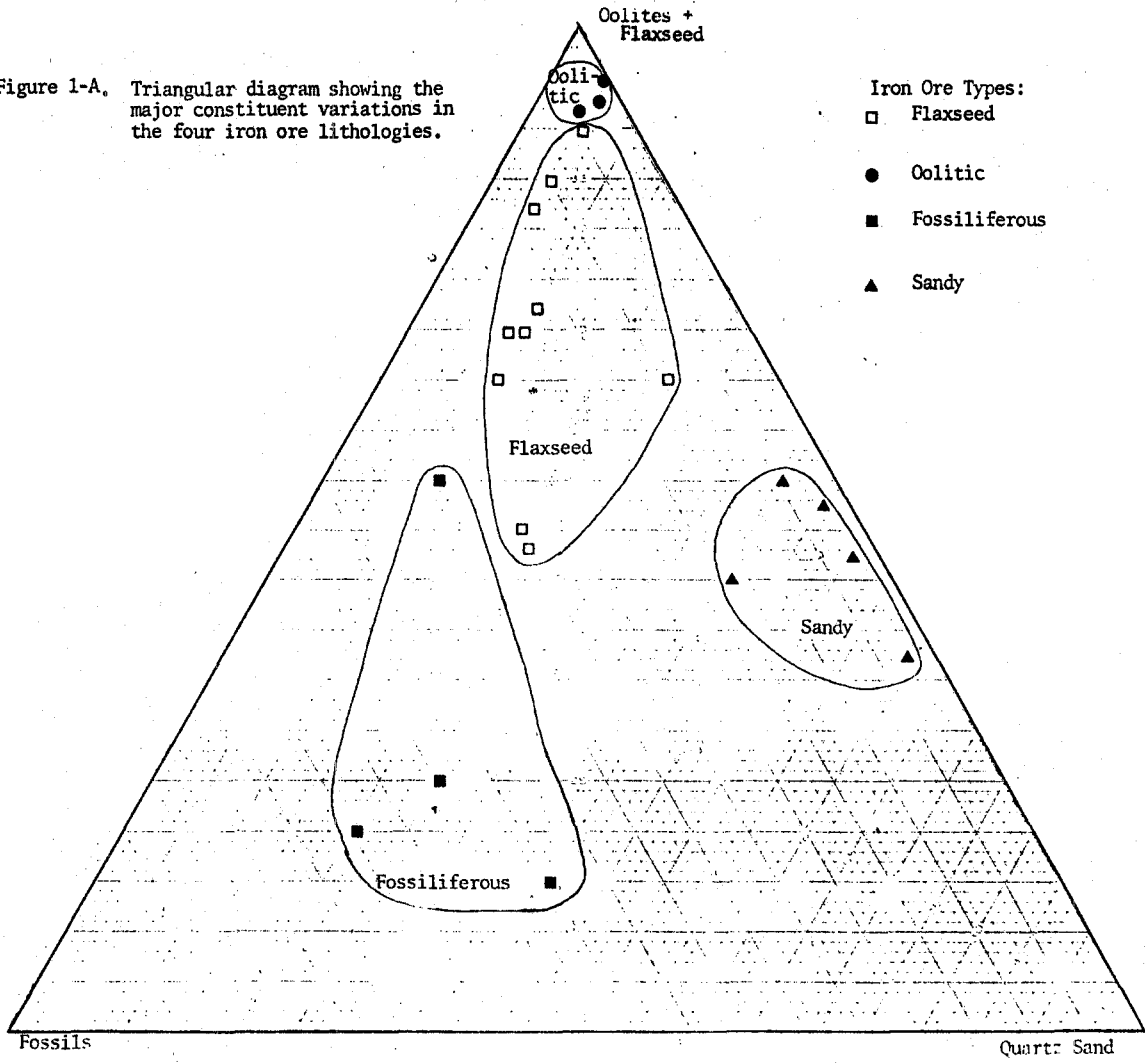 Oolites +
Flaxseed
Figure 1-A. Triangular diagram showing the
major constituent variations in
the four iron ore lithologies.
Ooli-
tic
Iron Ore Types:
Flaxseed
Oolitic
Fossiliferous
Sandy
Flaxseed
Sandy
Fossiliferous
Fossils
Quartz Sand